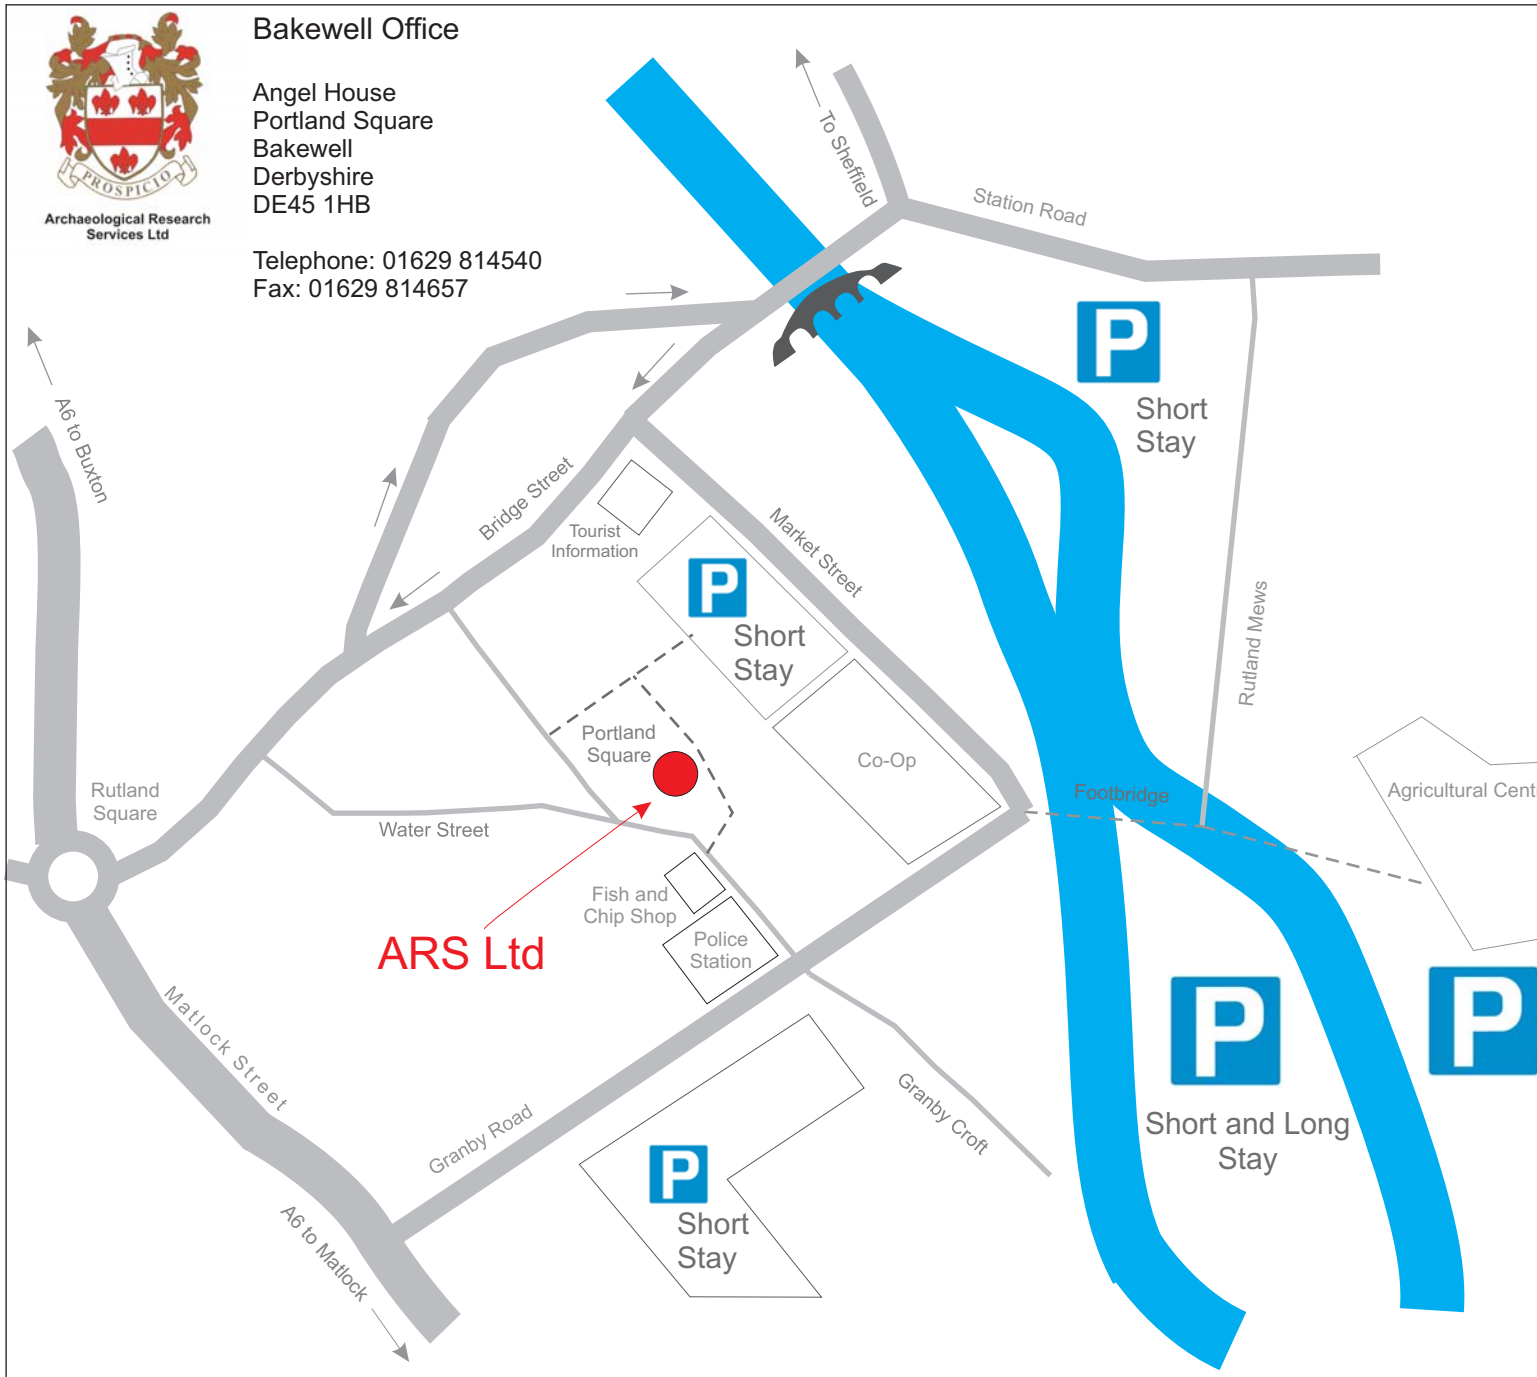 Bakewell Office
Angel House
Portland Square
Bakewell
Derbyshire
DE45 1HB
Telephone: 01629 814540
Fax: 01629 814657
PROSPICIO
Archaeological Research
Services Ltd
To Sheffield
Station Road
P
Short
Stay
A6 to Buxton
Bridge Street
Tourist
Information
Market Street
P
Short
Stay
Rutland Mews
Portland
Square
Co-Op
Rutland
Square
Water Street
Footbridge
Agricultural Cent
Fish and
Chip Shop
ARS Ltd
Police
Station
Matlock Street
P
Short and Long
Stay
P
Granby Road
Granby Croft
P
Short
Stay
A6 to Matlock